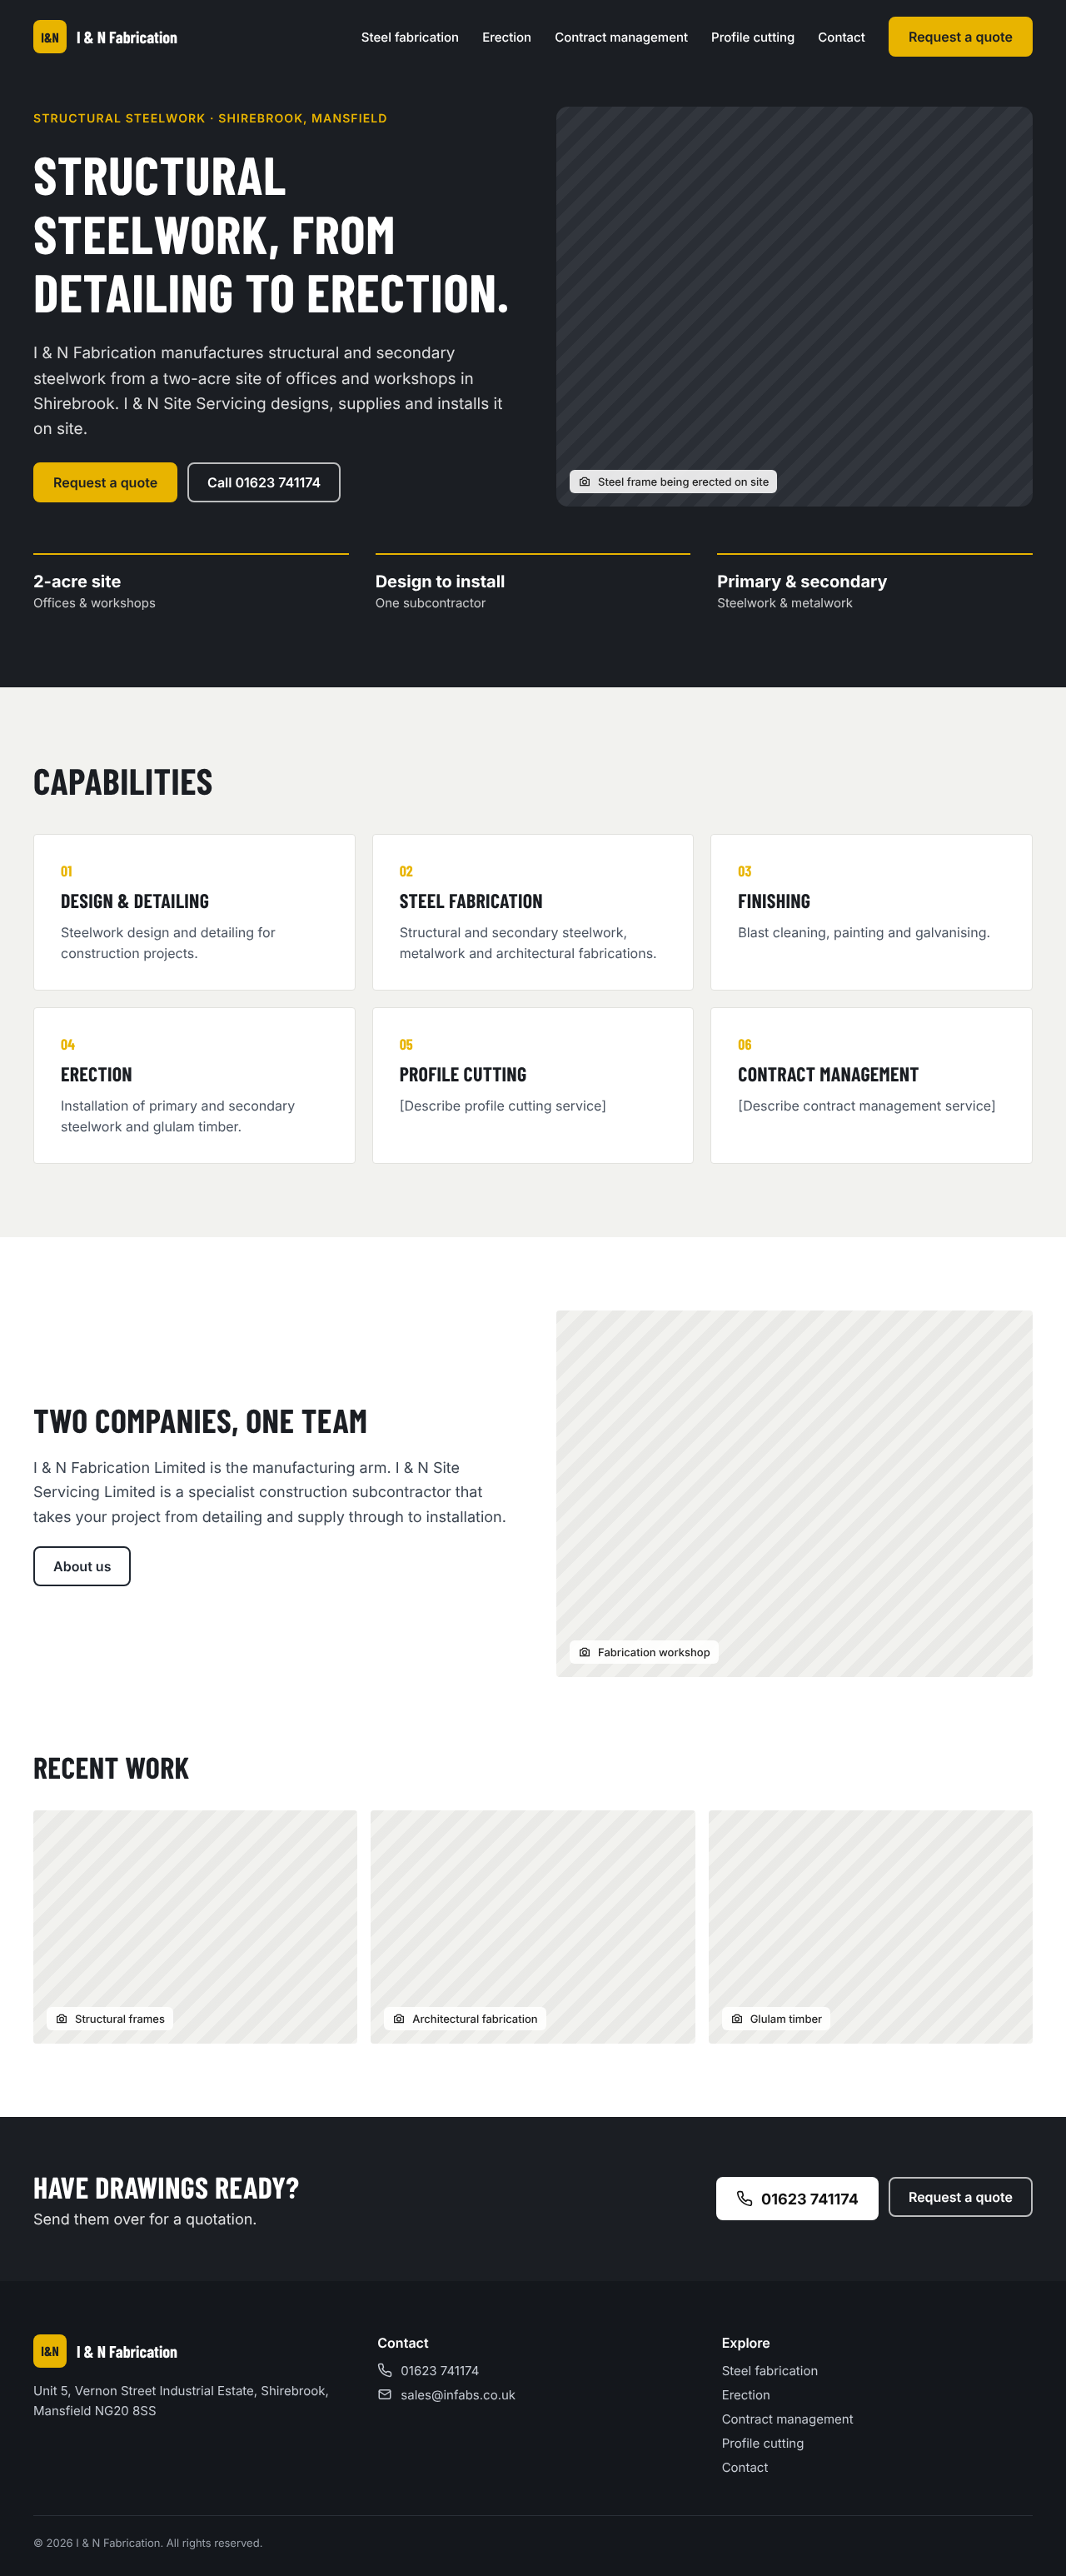 I&N
I & N Fabrication
Steel fabrication
Erection
Contract management
Profile cutting
Contact
Request a quote
STRUCTURAL STEELWORK · SHIREBROOK, MANSFIELD
STRUCTURAL
STEELWORK, FROM
DETAILING TO ERECTION.
I & N Fabrication manufactures structural and secondary
steelwork from a two-acre site of offices and workshops in
Shirebrook. I & N Site Servicing designs, supplies and installs it
on site.
Request a quote
Call 01623 741174
Steel frame being erected on site
2-acre site
Offices & workshops
Design to install
One subcontractor
Primary & secondary
Steelwork & metalwork
CAPABILITIES
01
DESIGN & DETAILING
Steelwork design and detailing for
construction projects.
02
STEEL FABRICATION
Structural and secondary steelwork,
metalwork and architectural fabrications.
03
FINISHING
Blast cleaning, painting and galvanising.
04
ERECTION
Installation of primary and secondary
steelwork and glulam timber.
05
PROFILE CUTTING
[Describe profile cutting service]
06
CONTRACT MANAGEMENT
[Describe contract management service]
TWO COMPANIES, ONE TEAM
I & N Fabrication Limited is the manufacturing arm. I & N Site
Servicing Limited is a specialist construction subcontractor that
takes your project from detailing and supply through to installation.
About us
Fabrication workshop
RECENT WORK
Structural frames
Architectural fabrication
Glulam timber
HAVE DRAWINGS READY?
Send them over for a quotation.
01623 741174
Request a quote
I&N
I & N Fabrication
Unit 5, Vernon Street Industrial Estate, Shirebrook,
Mansfield NG20 8SS
Contact
01623 741174
sales@infabs.co.uk
Explore
Steel fabrication
Erection
Contract management
Profile cutting
Contact
© 2026 I & N Fabrication. All rights reserved.